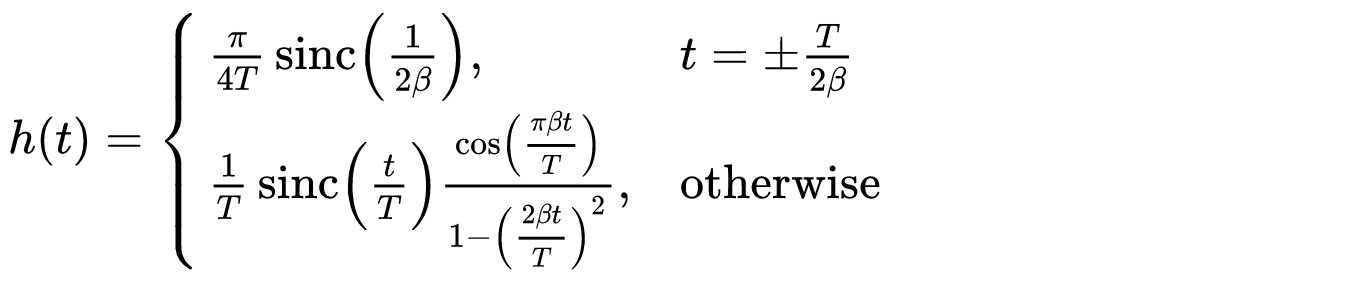 h(t) = { π/(4T) sinc(1/(2β)), t = ±T/(2β)
1/T sinc(t/T) cos(πβt/T)/(1−(2βt/T)²), otherwise